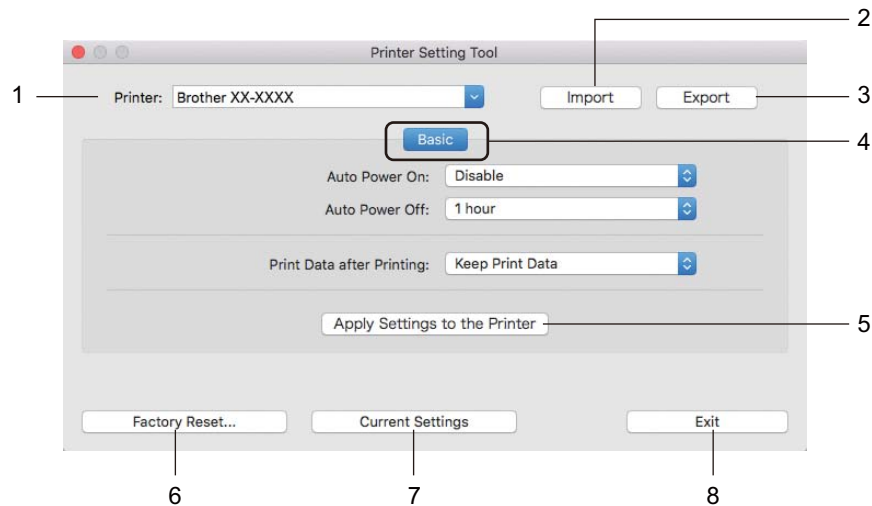 2
Printer Setting Tool
1
Printer: Brother XX-XXXX
Import
Export
3
Basic
4
Auto Power On: Disable
Auto Power Off: 1 hour
Print Data after Printing: Keep Print Data
Apply Settings to the Printer
5
Factory Reset...
Current Settings
Exit
6
7
8